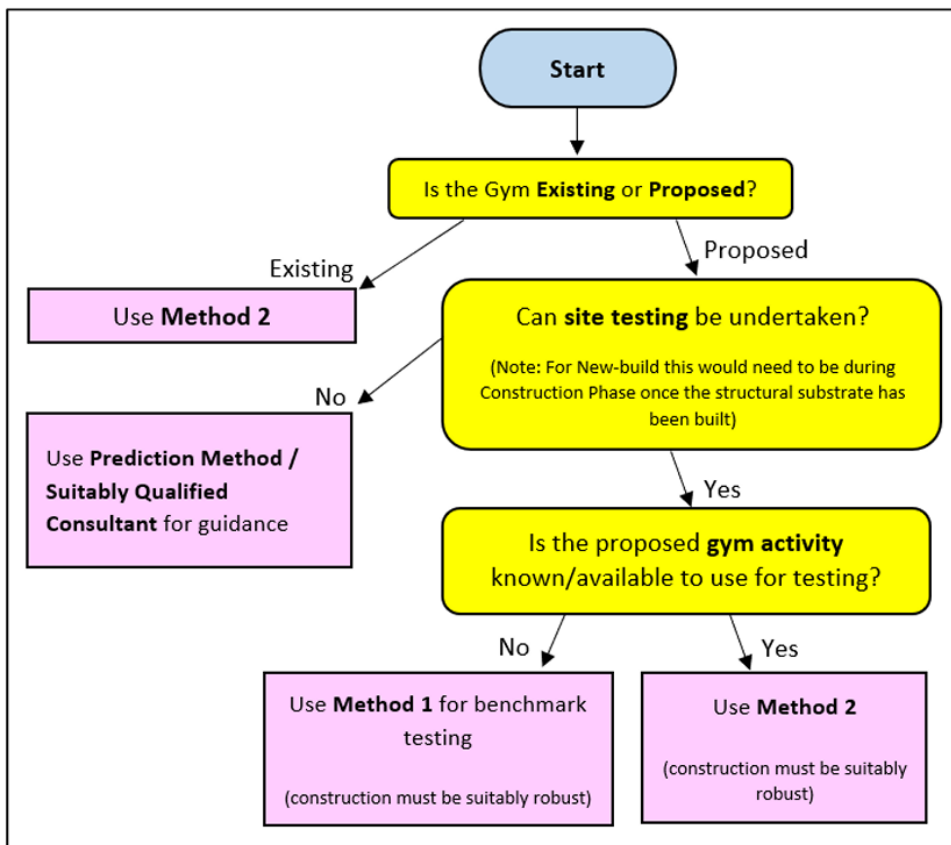 Start
Is the Gym Existing or Proposed?
Existing
Proposed
Use Method 2
Can site testing be undertaken?
(Note: For New-build this would need to be during
Construction Phase once the structural substrate has
been built)
No
Use Prediction Method /
Suitably Qualified
Consultant for guidance
Yes
Is the proposed gym activity
known/available to use for testing?
No
Yes
Use Method 1 for benchmark
testing
(construction must be suitably robust)
Use Method 2
(construction must be suitably
robust)